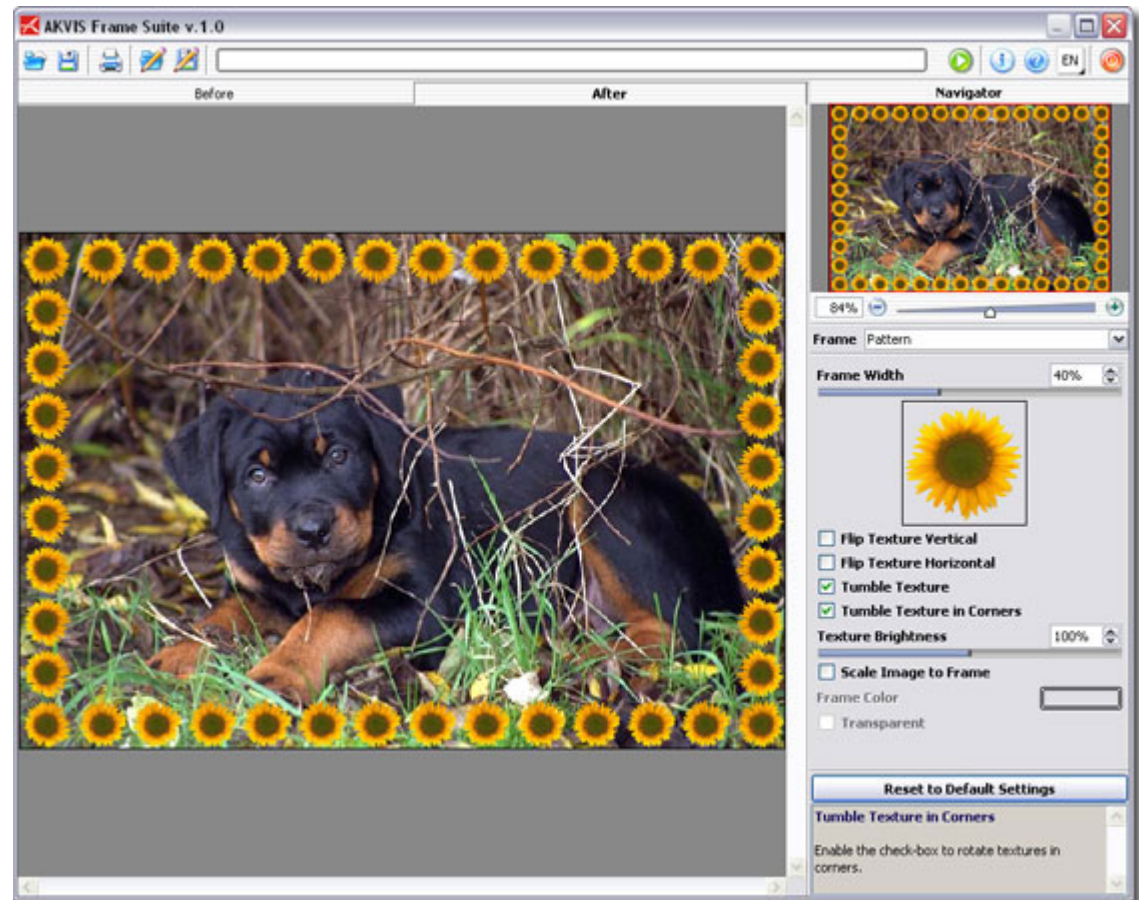 AKVIS Frame Suite v.1.0
EN
Before
After
Navigator
84%
Frame Pattern
Frame Width 40%
Flip Texture Vertical
Flip Texture Horizontal
Tumble Texture
Tumble Texture in Corners
Texture Brightness 100%
Scale Image to Frame
Frame Color
Transparent
Reset to Default Settings
Tumble Texture in Corners
Enable the check-box to rotate textures in
corners.